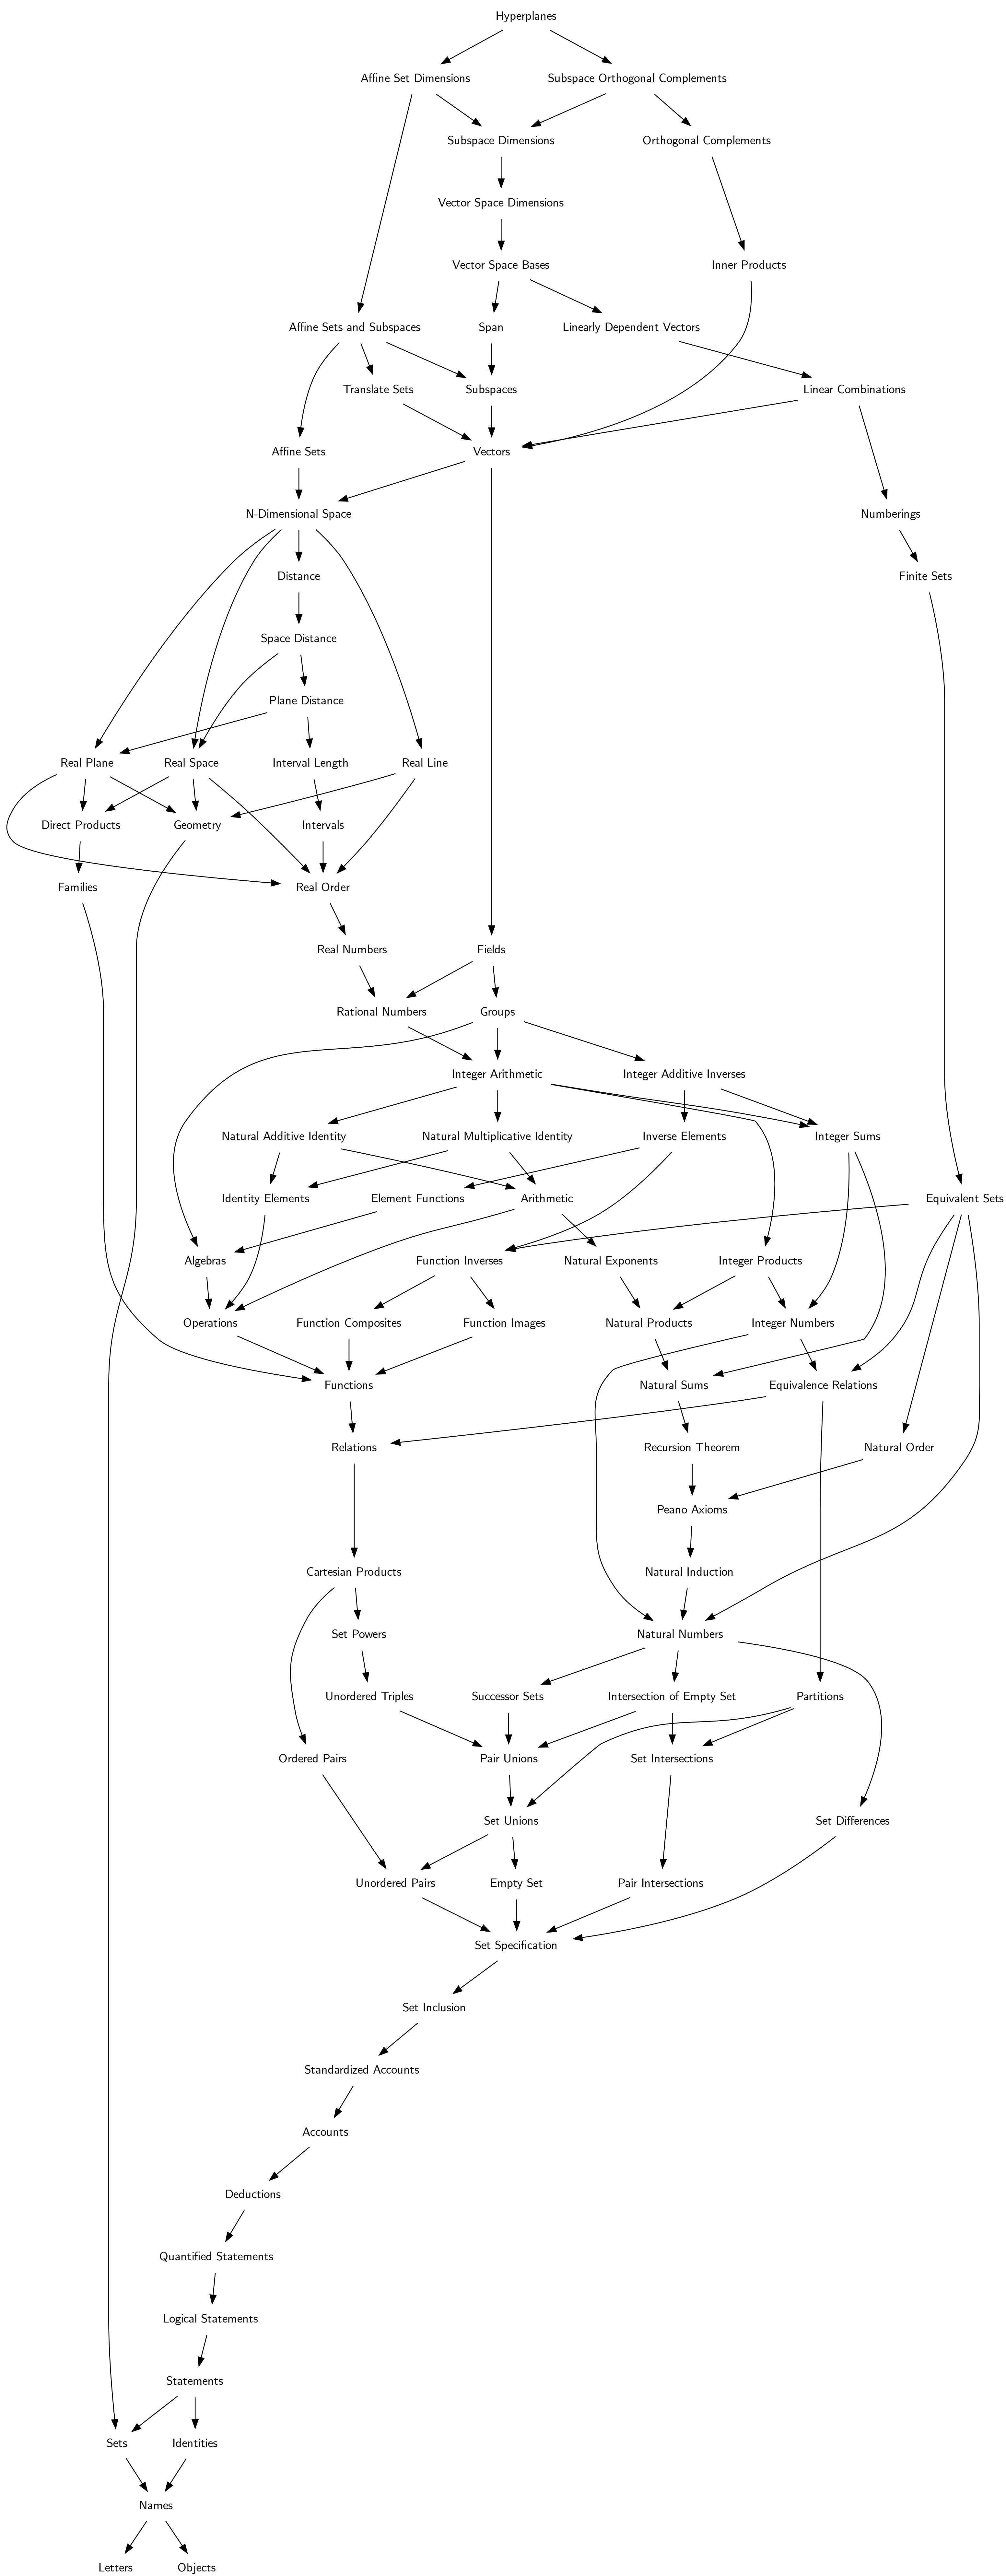 Hyperplanes
Affine Set Dimensions
Subspace Orthogonal Complements
Subspace Dimensions
Orthogonal Complements
Vector Space Dimensions
Vector Space Bases
Inner Products
Affine Sets and Subspaces
Span
Linearly Dependent Vectors
Translate Sets
Subspaces
Linear Combinations
Affine Sets
Vectors
N-Dimensional Space
Numberings
Distance
Finite Sets
Space Distance
Plane Distance
Real Plane
Real Space
Interval Length
Real Line
Direct Products
Geometry
Intervals
Families
Real Order
Real Numbers
Fields
Rational Numbers
Groups
Integer Arithmetic
Integer Additive Inverses
Natural Additive Identity
Natural Multiplicative Identity
Inverse Elements
Integer Sums
Identity Elements
Element Functions
Arithmetic
Equivalent Sets
Algebras
Function Inverses
Natural Exponents
Integer Products
Operations
Function Composites
Function Images
Natural Products
Integer Numbers
Functions
Natural Sums
Equivalence Relations
Relations
Recursion Theorem
Natural Order
Peano Axioms
Cartesian Products
Natural Induction
Set Powers
Natural Numbers
Unordered Triples
Successor Sets
Intersection of Empty Set
Partitions
Ordered Pairs
Pair Unions
Set Intersections
Set Unions
Set Differences
Unordered Pairs
Empty Set
Pair Intersections
Set Specification
Set Inclusion
Standardized Accounts
Accounts
Deductions
Quantified Statements
Logical Statements
Statements
Sets
Identities
Names
Letters
Objects